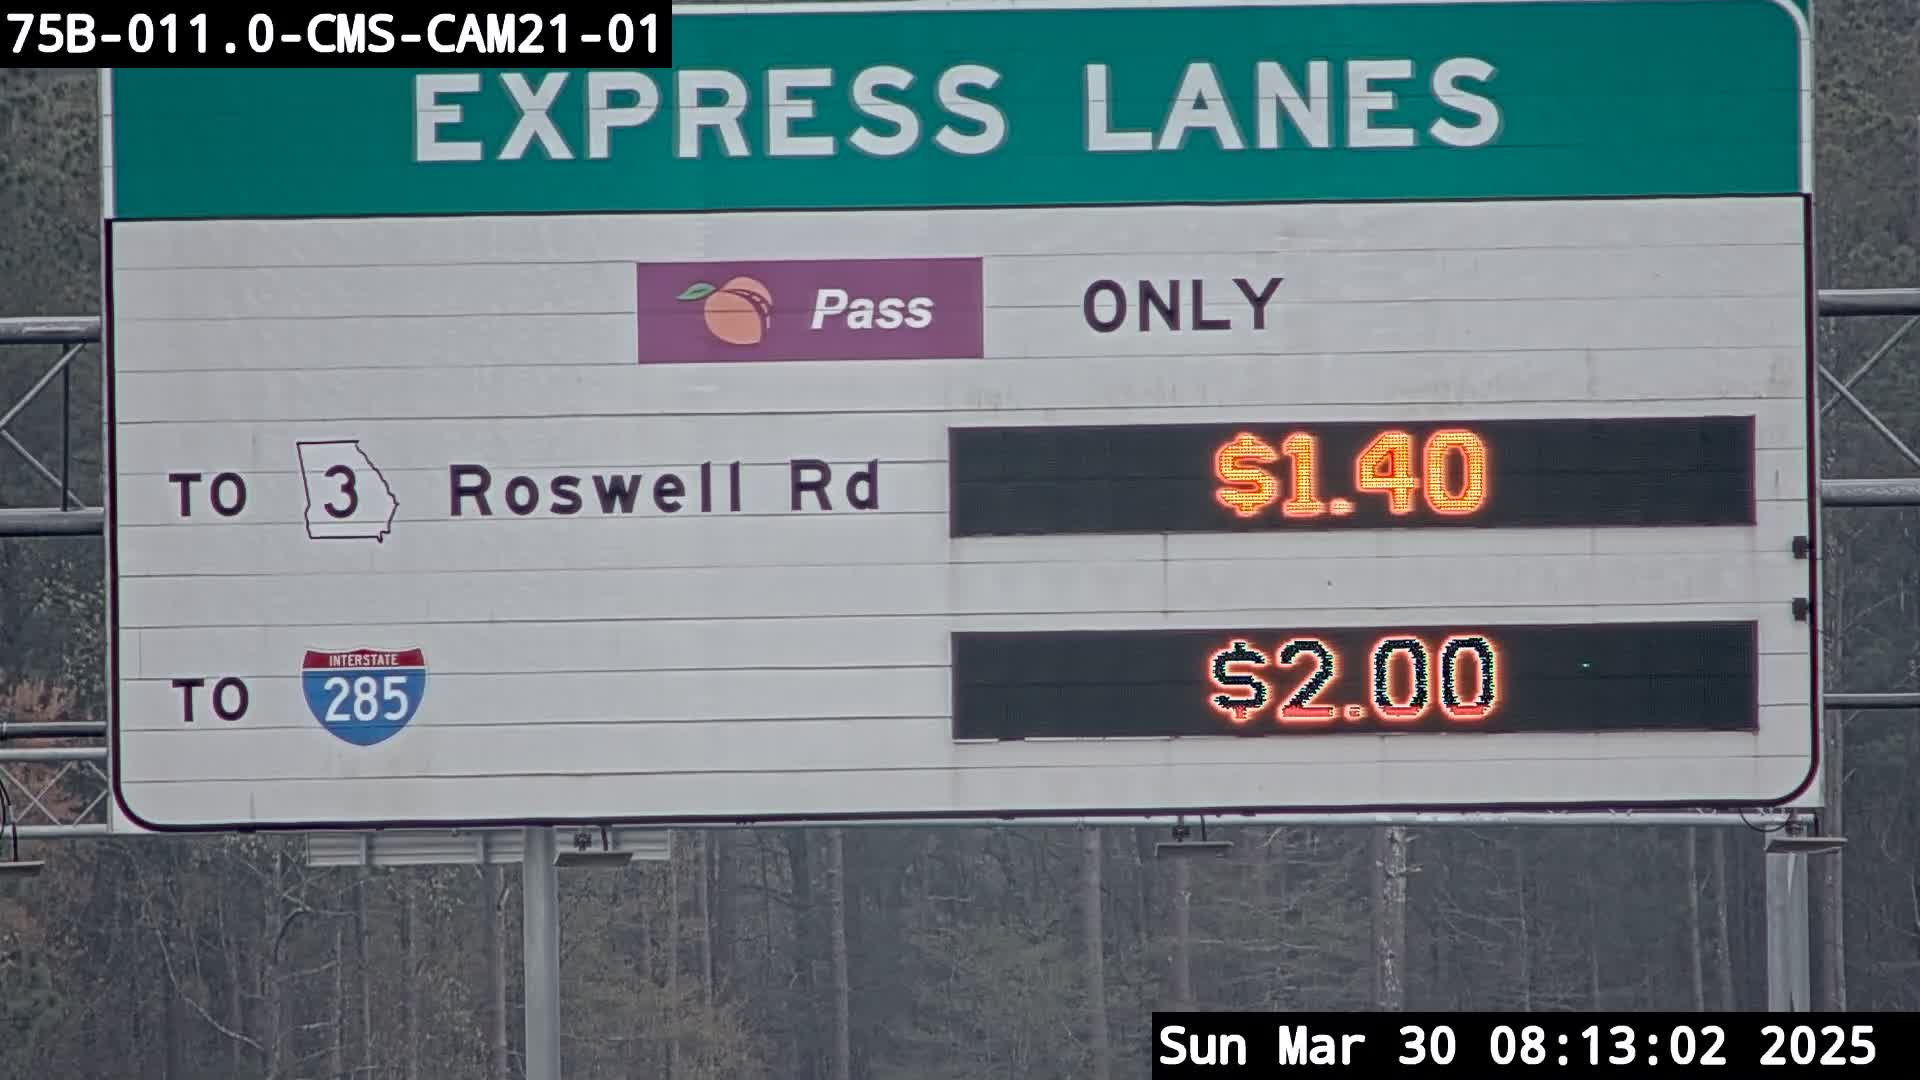 75B-011.0-CMS-CAM21-01
EXPRESS LANES
Pass ONLY
TO 3 Roswell Rd $1.40
INTERSTATE
TO 285 $2.00
Sun Mar 30 08:13:02 2025